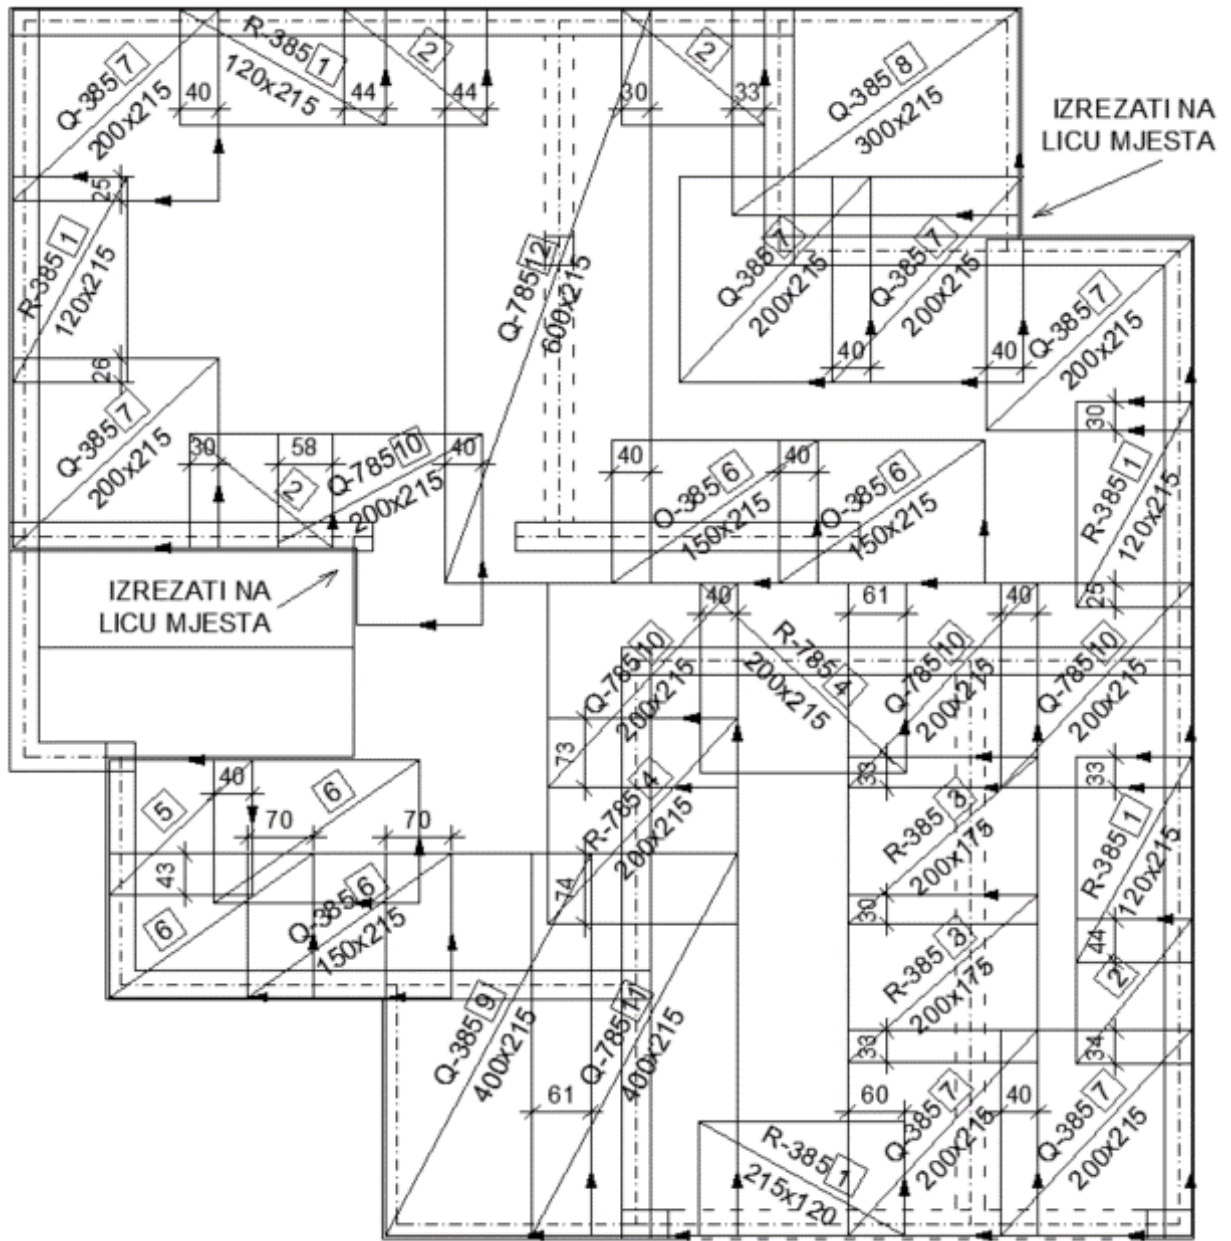 R-385 1
120x215
2
2
Q-385 7
200x215
40
44
44
30
33
Q-385 8
300x215
IZREZATI NA
LICU MJESTA
25
R-385 1
120x215
26
Q-785 12
600x215
Q-385 7
200x215
Q-385 7
200x215
40
40
Q-385 7
200x215
Q-385 7
200x215
30
58
40
2
Q-785 10
200x215
40
40
Q-385 6
150x215
Q-385 6
150x215
30
R-385 1
120x215
25
IZREZATI NA
LICU MJESTA
40
61
40
Q-785 10
200x215
R-785 4
200x215
Q-785 10
200x215
Q-785 10
200x215
73
33
33
40
5
6
70
70
43
6
Q-385 6
150x215
R-785 4
200x215
74
R-385 3
200x175
30
R-385 1
120x215
44
R-385 3
200x175
2
33
34
Q-385 9
400x215
Q-785 11
400x215
61
60
40
Q-385 7
200x215
Q-385 7
200x215
R-385 1
215x120